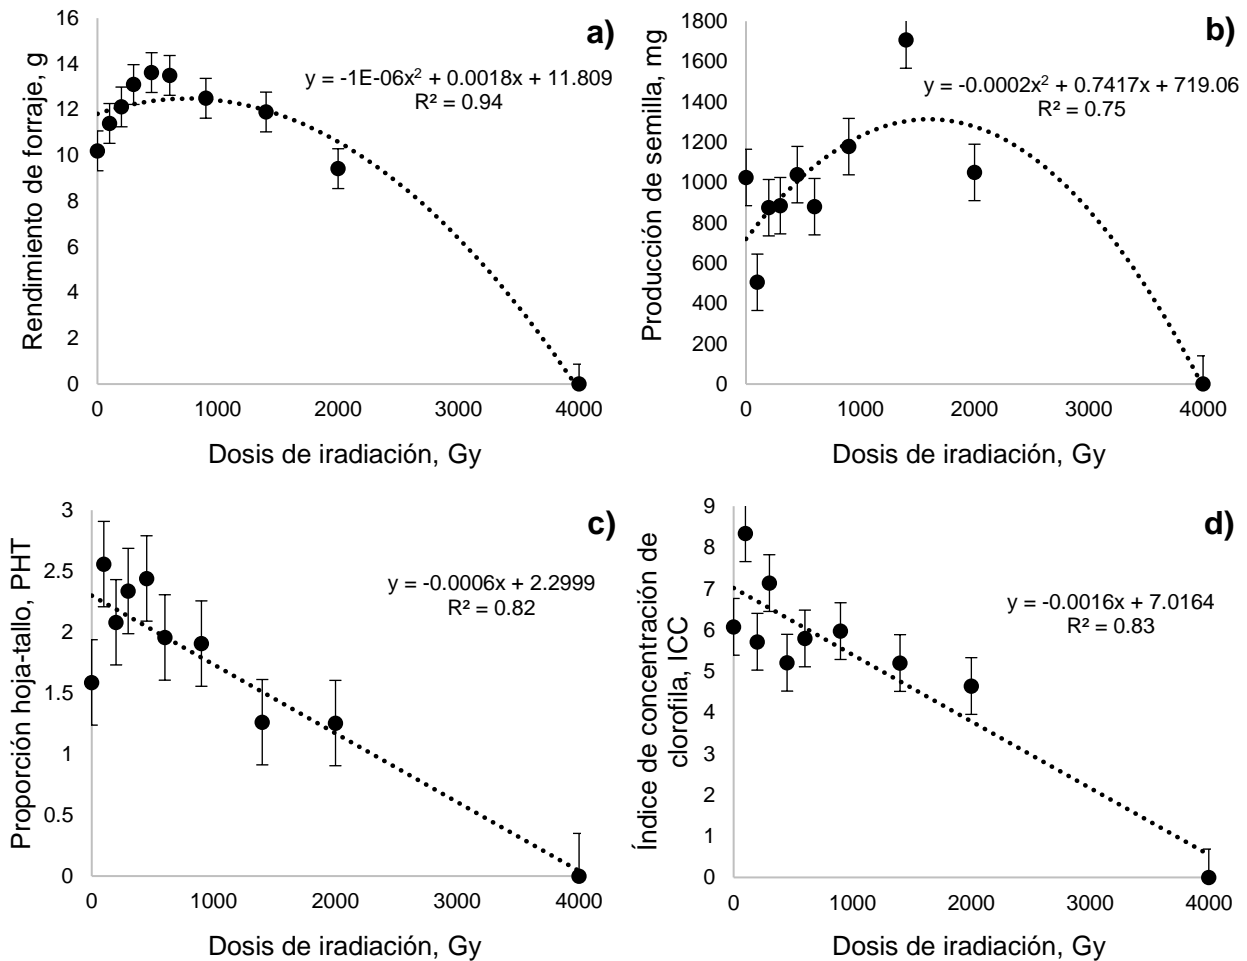 a)
y = -1E-06x² + 0.0018x + 11.809
R² = 0.94
Rendimiento de forraje, g
16
14
12
10
8
6
4
2
0
0 1000 2000 3000 4000
Dosis de iradiación, Gy
b)
y = -0.0002x² + 0.7417x + 719.06
R² = 0.75
Producción de semilla, mg
1800
1600
1400
1200
1000
800
600
400
200
0
0 1000 2000 3000 4000
Dosis de iradiación, Gy
c)
y = -0.0006x + 2.2999
R² = 0.82
Proporción hoja-tallo, PHT
3
2.5
2
1.5
1
0.5
0
0 1000 2000 3000 4000
Dosis de iradiación, Gy
d)
y = -0.0016x + 7.0164
R² = 0.83
Índice de concentración de
clorofila, ICC
9
8
7
6
5
4
3
2
1
0
0 1000 2000 3000 4000
Dosis de iradiación, Gy